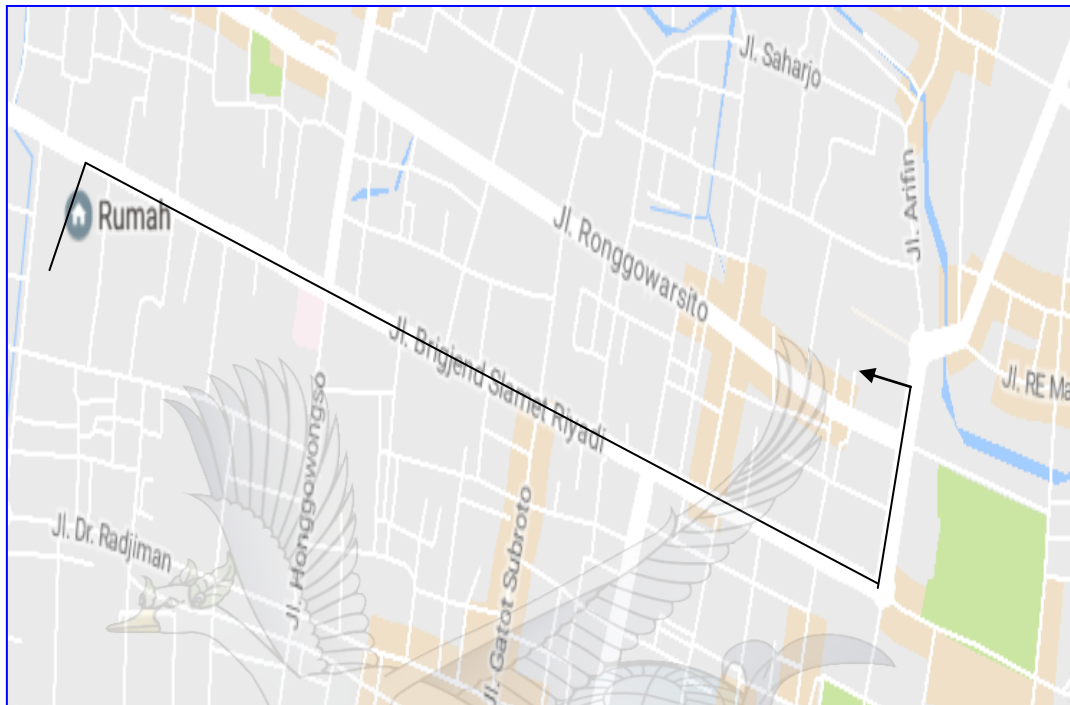 Jl. Saharjo
Jl. Arifin
Rumah
Jl. Ronggowarsito
Jl. Brigjend Slamet Riyadi
Jl. RE Ma
Jl. Honggowongso
Jl. Gatot Subroto
Jl. Dr. Radjiman